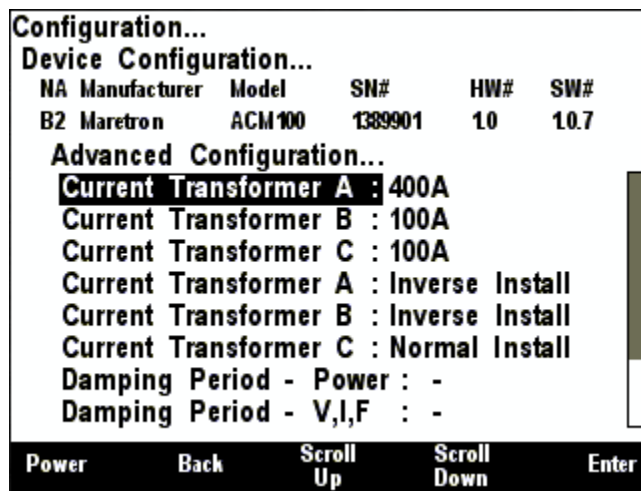 Configuration...
Device Configuration...
NA Manufacturer Model SN# HW# SW#
B2 Maretron ACM100 1389901 1.0 1.0.7
Advanced Configuration...
Current Transformer A : 400A
Current Transformer B : 100A
Current Transformer C : 100A
Current Transformer A : Inverse Install
Current Transformer B : Inverse Install
Current Transformer C : Normal Install
Damping Period - Power : -
Damping Period - V,I,F : -
Power Back Scroll Up Scroll Down Enter